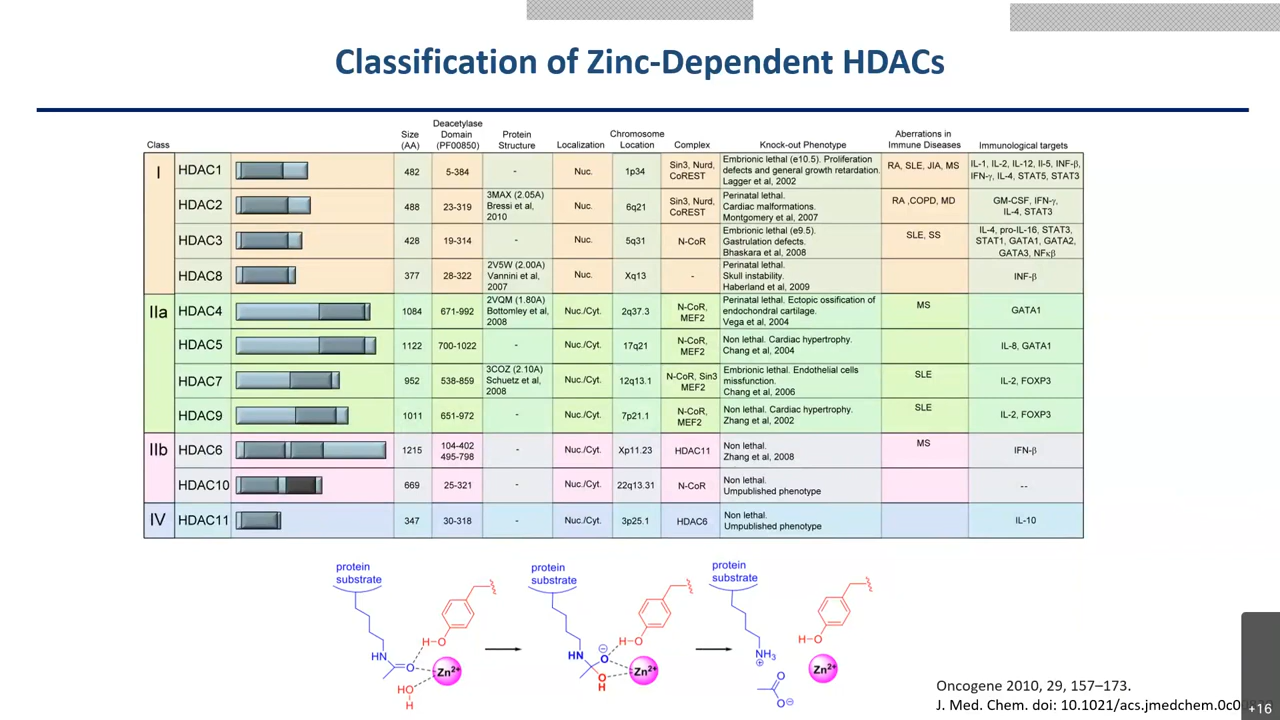 Classification of Zinc-Dependent HDACs
Class
Size
(AA)
Deacetylase
Domain
(PF00850)
Protein
Structure
Localization
Chromosome
Location
Complex
Knock-out Phenotype
Aberrations in
Immune Diseases
Immunological targets
I
HDAC1
482
5-384
-
Nuc.
1p34
Sin3, Nurd,
CoREST
Embrionic lethal (e10.5). Proliferation
defects and general growth retardation.
Lagger et al, 2002
RA, SLE, JIA, MS
IL-1, IL-2, IL-12, Il-5, INF-β,
IFN-γ, IL-4, STAT5, STAT3
HDAC2
488
23-319
3MAX (2.05A)
Bressi et al,
2010
Nuc.
6q21
Sin3, Nurd,
CoREST
Perinatal lethal.
Cardiac malformations.
Montgomery et al, 2007
RA ,COPD, MD
GM-CSF, IFN-γ,
IL-4, STAT3
HDAC3
428
19-314
-
Nuc.
5q31
N-CoR
Embrionic lethal (e9.5).
Gastrulation defects.
Bhaskara et al, 2008
SLE, SS
IL-4, pro-IL-16, STAT3,
STAT1, GATA1, GATA2,
GATA3, NFκβ
HDAC8
377
28-322
2V5W (2.00A)
Vannini et al,
2007
Nuc.
Xq13
-
Perinatal lethal.
Skull instability.
Haberland et al, 2009
INF-β
IIa
HDAC4
1084
671-992
2VQM (1.80A)
Bottomley et al,
2008
Nuc./Cyt.
2q37.3
N-CoR,
MEF2
Perinatal lethal. Ectopic ossification of
endochondral cartilage.
Vega et al, 2004
MS
GATA1
HDAC5
1122
700-1022
-
Nuc./Cyt.
17q21
N-CoR,
MEF2
Non lethal. Cardiac hypertrophy.
Chang et al, 2004
IL-8, GATA1
HDAC7
952
538-859
3COZ (2.10A)
Schuetz et al,
2008
Nuc./Cyt.
12q13.1
N-CoR, Sin3
MEF2
Embrionic lethal. Endothelial cells
missfunction.
Chang et al, 2006
SLE
IL-2, FOXP3
HDAC9
1011
651-972
-
Nuc./Cyt.
7p21.1
N-CoR,
MEF2
Non lethal. Cardiac hypertrophy.
Zhang et al, 2002
SLE
IL-2, FOXP3
IIb
HDAC6
1215
104-402
495-798
-
Nuc./Cyt.
Xp11.23
HDAC11
Non lethal.
Zhang et al, 2008
MS
IFN-β
HDAC10
669
25-321
-
Nuc./Cyt.
22q13.31
N-CoR
Non lethal.
Unpublished phenotype
--
IV
HDAC11
347
30-318
-
Nuc./Cyt.
3p25.1
HDAC6
Non lethal.
Unpublished phenotype
IL-10
protein
substrate
HN
O
H-O
Zn2+
HO
H
protein
substrate
HN
O
⊖
H-O
O
H
Zn2+
protein
substrate
NH3
⊕
O
O⊖
H-O
Zn2+
Oncogene 2010, 29, 157–173.
J. Med. Chem. doi: 10.1021/acs.jmedchem.0c0
+16